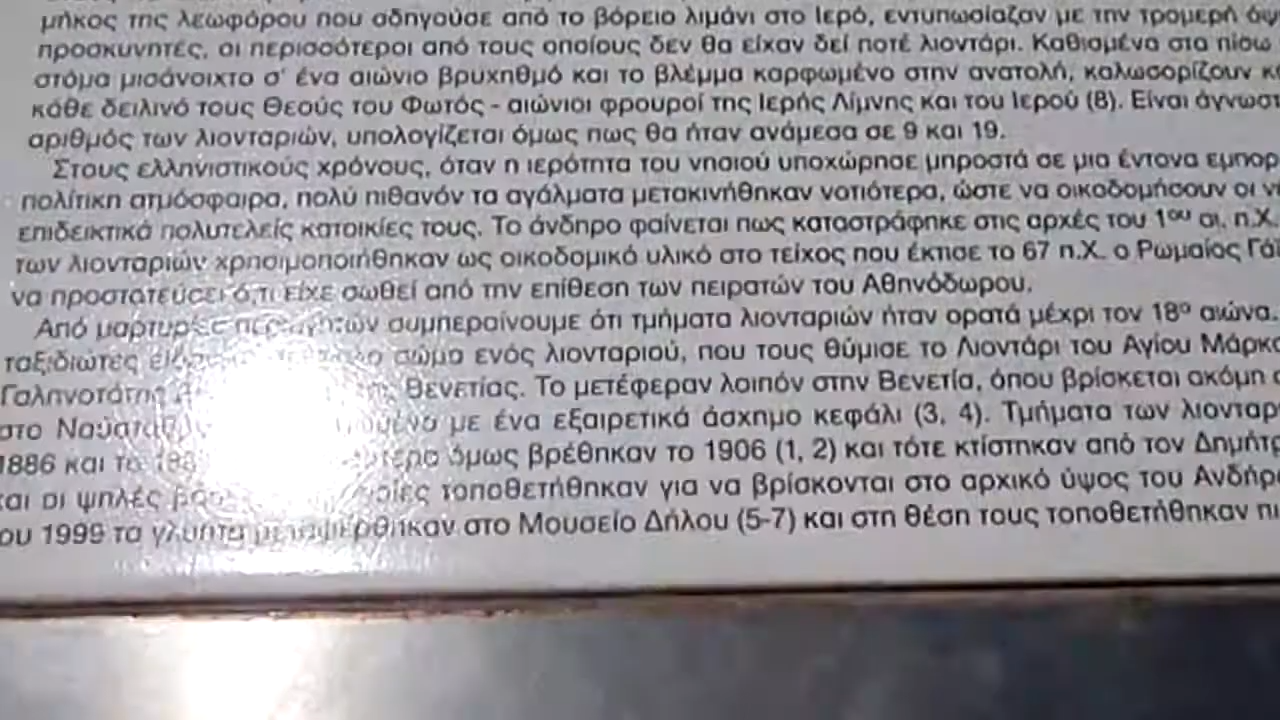 μήκος της λεωφόρου που οδηγούσε από το βόρειο λιμάνι στο Ιερό, εντυπωσίαζαν με την τρομερή
προσκυνητές, οι περισσότεροι από τους οποίους δεν θα είχαν δεί ποτέ λιοντάρι. Καθισμένα στα πίσω
στόμα μισάνοιχτο σ' ένα αιώνιο βρυχηθμό και το βλέμμα καρφωμένο στην ανατολή, καλωσορίζουν
κάθε δειλινό τους Θεούς του Φωτός - αιώνιοι φρουροί της Ιερής Λίμνης και του Ιερού (8). Είναι
αριθμός των λιονταριών, υπολογίζεται όμως πως θα ήταν ανάμεσα σε 9 και 19.
Στους ελληνιστικούς χρόνους, όταν η ιερότητα του νησιού υποχώρησε μπροστά σε μια έντονα
πολίτικη ατμόσφαιρα, πολύ πιθανόν τα αγάλματα μετακινήθηκαν νοτιότερα, ώστε να οικοδομήσουν οι
επιδεικτικά πολυτελείς κατοικίες τους. Το άνδηρο φαίνεται πως καταστράφηκε στις αρχές του 1ου αι. π.Χ.
των λιονταριών χρησιμοποιήθηκαν ως οικοδομικό υλικό στο τείχος που έκτισε το 67 π.Χ. ο Ρωμαίος
να προστατεύσει ό,τι είχε σωθεί από την επίθεση των πειρατών του Αθηνόδωρου.
Από μαρτυρίες συμπεραίνουμε ότι τμήματα λιονταριών ήταν ορατά μέχρι τον 18ο αιώνα.
ταξιδιώτες σώμα ενός λιονταριού, που τους θύμισε το Λιοντάρι του Αγίου
Γαληνοτάτης Βενετίας. Το μετέφεραν λοιπόν στην Βενετία, όπου βρίσκεται ακόμη
στο με ένα εξαιρετικά άσχημο κεφάλι (3, 4). Τμήματα των
1886 και το όμως βρέθηκαν το 1906 (1, 2) και τότε κτίστηκαν από τον
και οι ψηλές τοποθετήθηκαν για να βρίσκονται στο αρχικό ύψος του
1999 τα γλυπτά μεταφέρθηκαν στο Μουσείο Δήλου (5-7) και στη θέση τους τοποθετήθηκαν